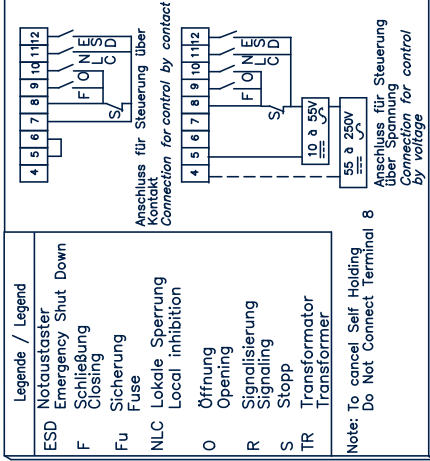 Legende / Legend
ESD Notaustaster
Emergency Shut Down
F Schließung
Closing
Fu Sicherung
Fuse
NLC Lokale Sperrung
Local inhibition
O Öffnung
Opening
R Signalisierung
Signaling
S Stopp
TR Transformator
Transformer
Note: To cancel Self Holding
Do Not Connect Terminal 8
4 5 6 7 8 9 10 11 12
F O NLC ESD
S
Anschluss für Steuerung über
Kontakt
Connection for control by contact
4 5 6 7 8 9 10 11 12
F O NLC ESD
S
10 à 55V
55 à 250V
Anschluss für Steuerung
über Spannung
Connection for control
by voltage